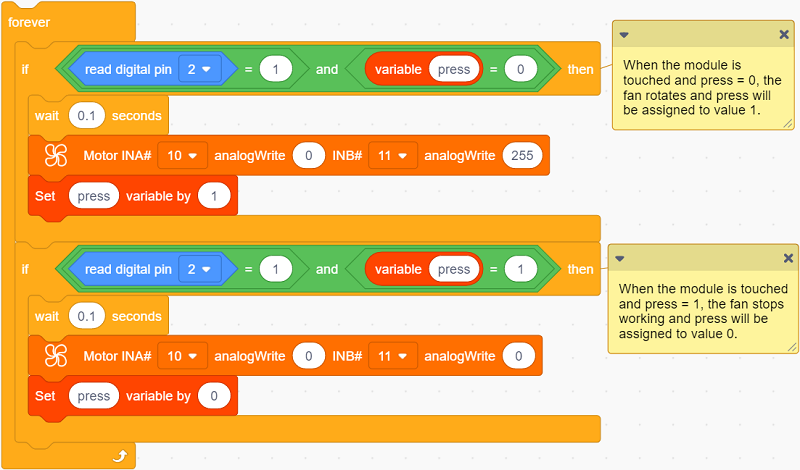 forever
if read digital pin 2 = 1 and variable press = 0 then
wait 0.1 seconds
Motor INA# 10 analogWrite 0 INB# 11 analogWrite 255
Set press variable by 1
When the module is
touched and press = 0, the
fan rotates and press will
be assigned to value 1.
if read digital pin 2 = 1 and variable press = 1 then
wait 0.1 seconds
Motor INA# 10 analogWrite 0 INB# 11 analogWrite 0
Set press variable by 0
When the module is touched
and press = 1, the fan stops
working and press will be
assigned to value 0.